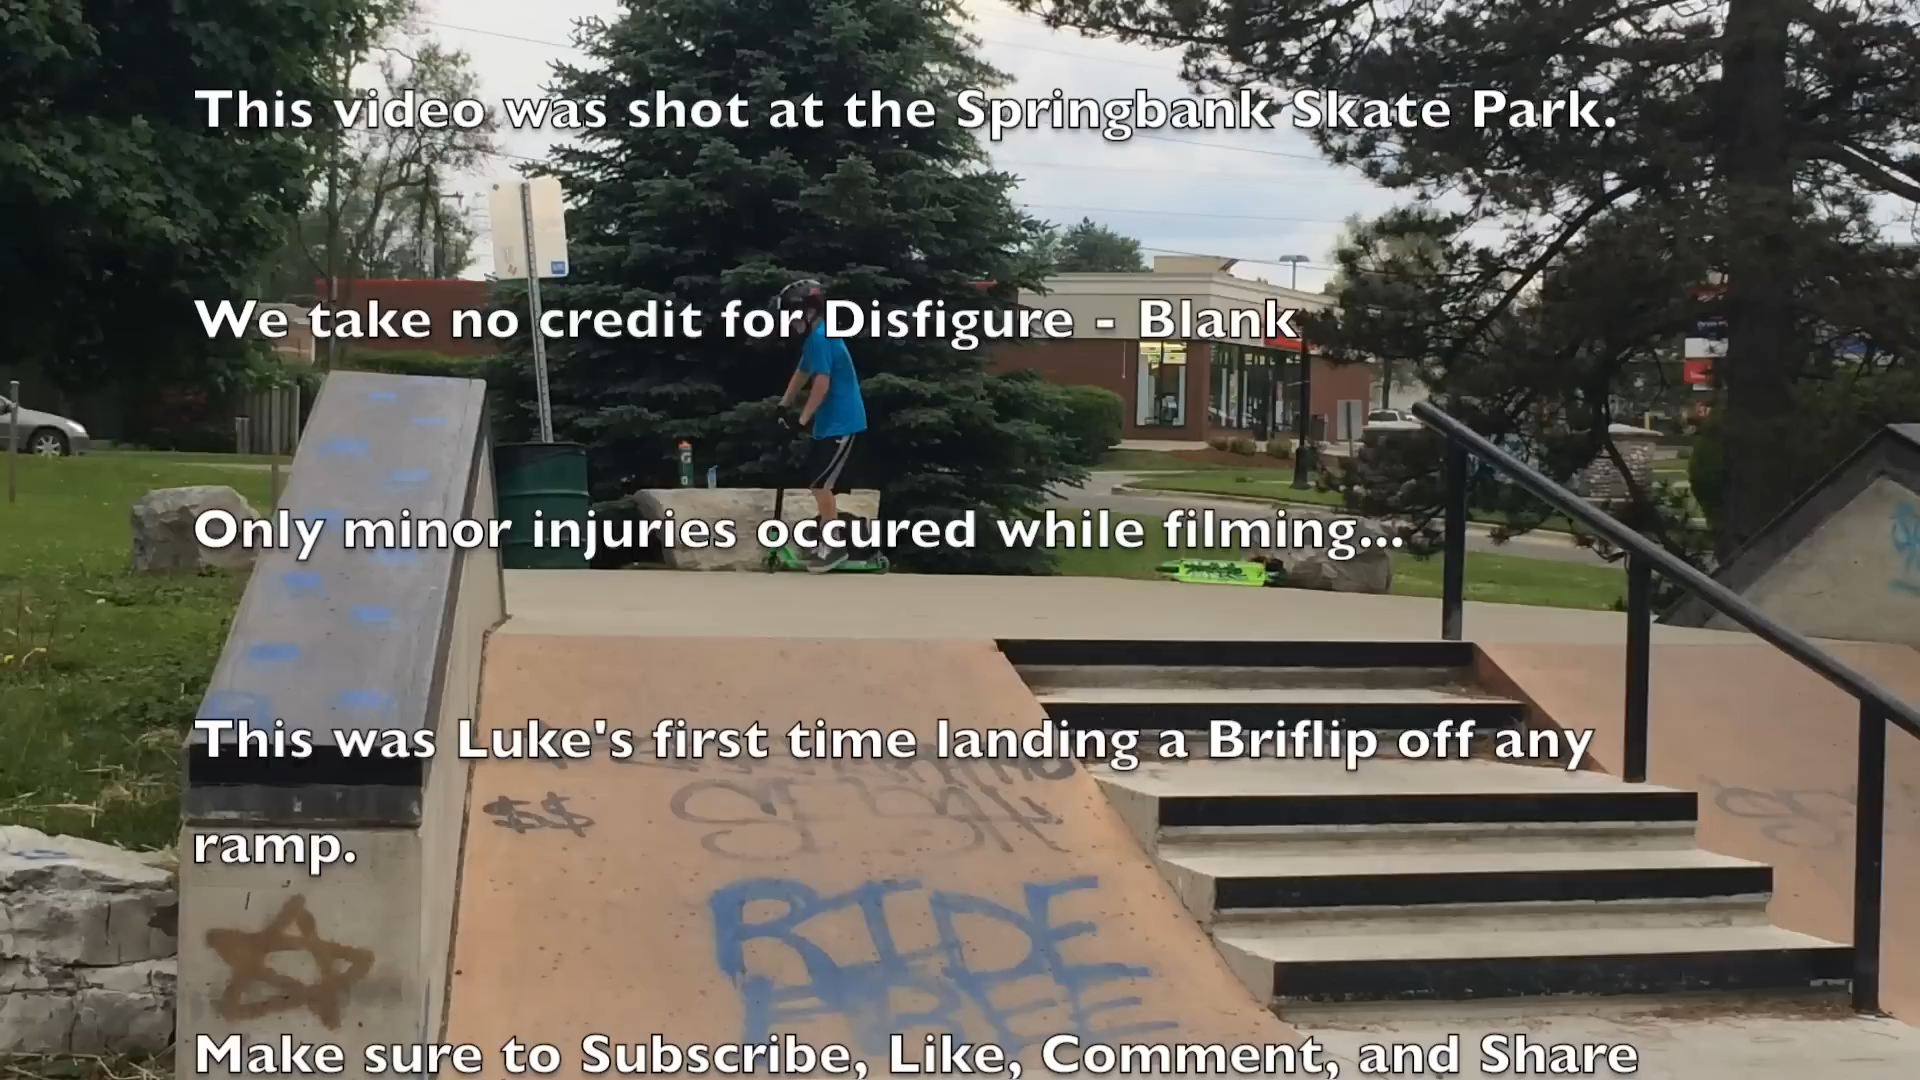 This video was shot at the Springbank Skate Park.
We take no credit for Disfigure - Blank
Only minor injuries occured while filming...
This was Luke's first time landing a Briflip off any
ramp.
$$
RIDE
FREE
Make sure to Subscribe, Like, Comment, and Share